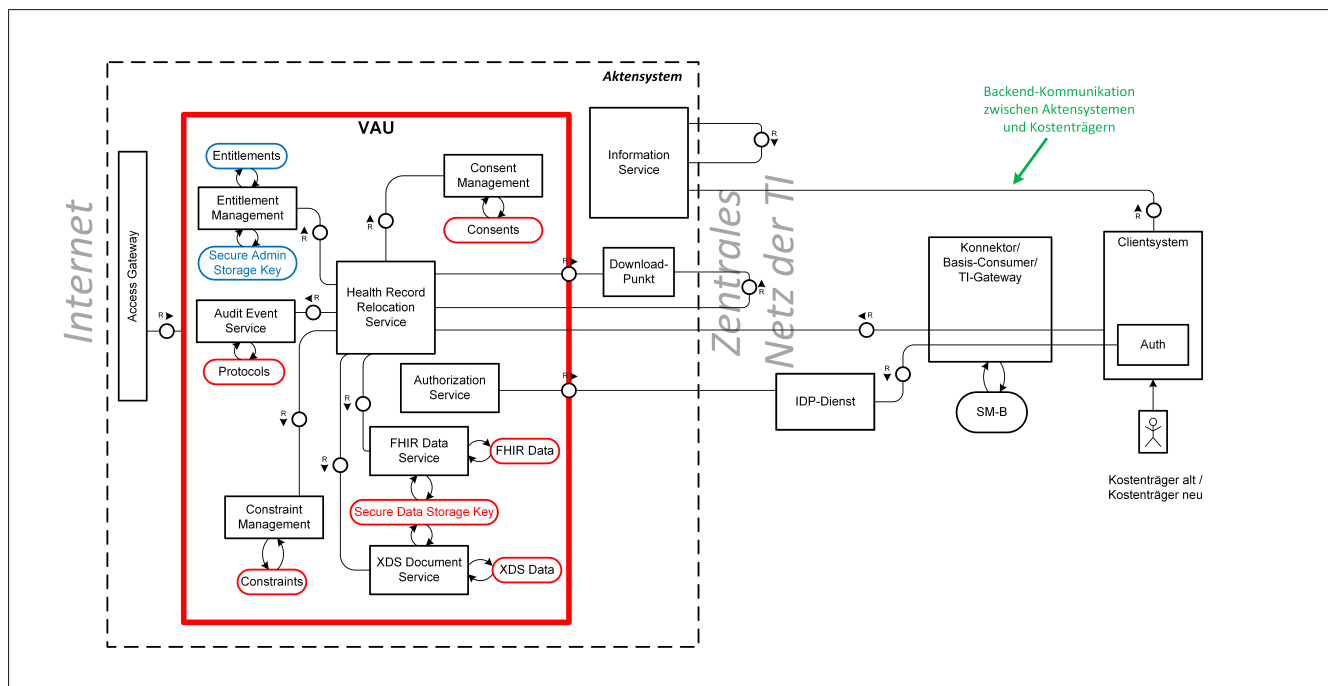 Aktensystem
Backend-Kommunikation
zwischen Aktensystemen
und Kostenträgern
VAU
Internet
Access Gateway
R
Entitlements
Entitlement
Management
Secure Admin
Storage Key
R
Audit Event
Service
Protocols
R
R
Constraint
Management
Constraints
Health Record
Relocation
Service
R
Consent
Management
Consents
Authorization
Service
R
R
FHIR Data
Service
FHIR Data
Secure Data Storage Key
XDS Document
Service
XDS Data
R
R
Information
Service
R
Download-
Punkt
R
Zentrales
Netz der TI
R
IDP-Dienst
R
Konnektor/
Basis-Consumer/
TI-Gateway
SM-B
R
Clientsystem
Auth
Kostenträger alt /
Kostenträger neu